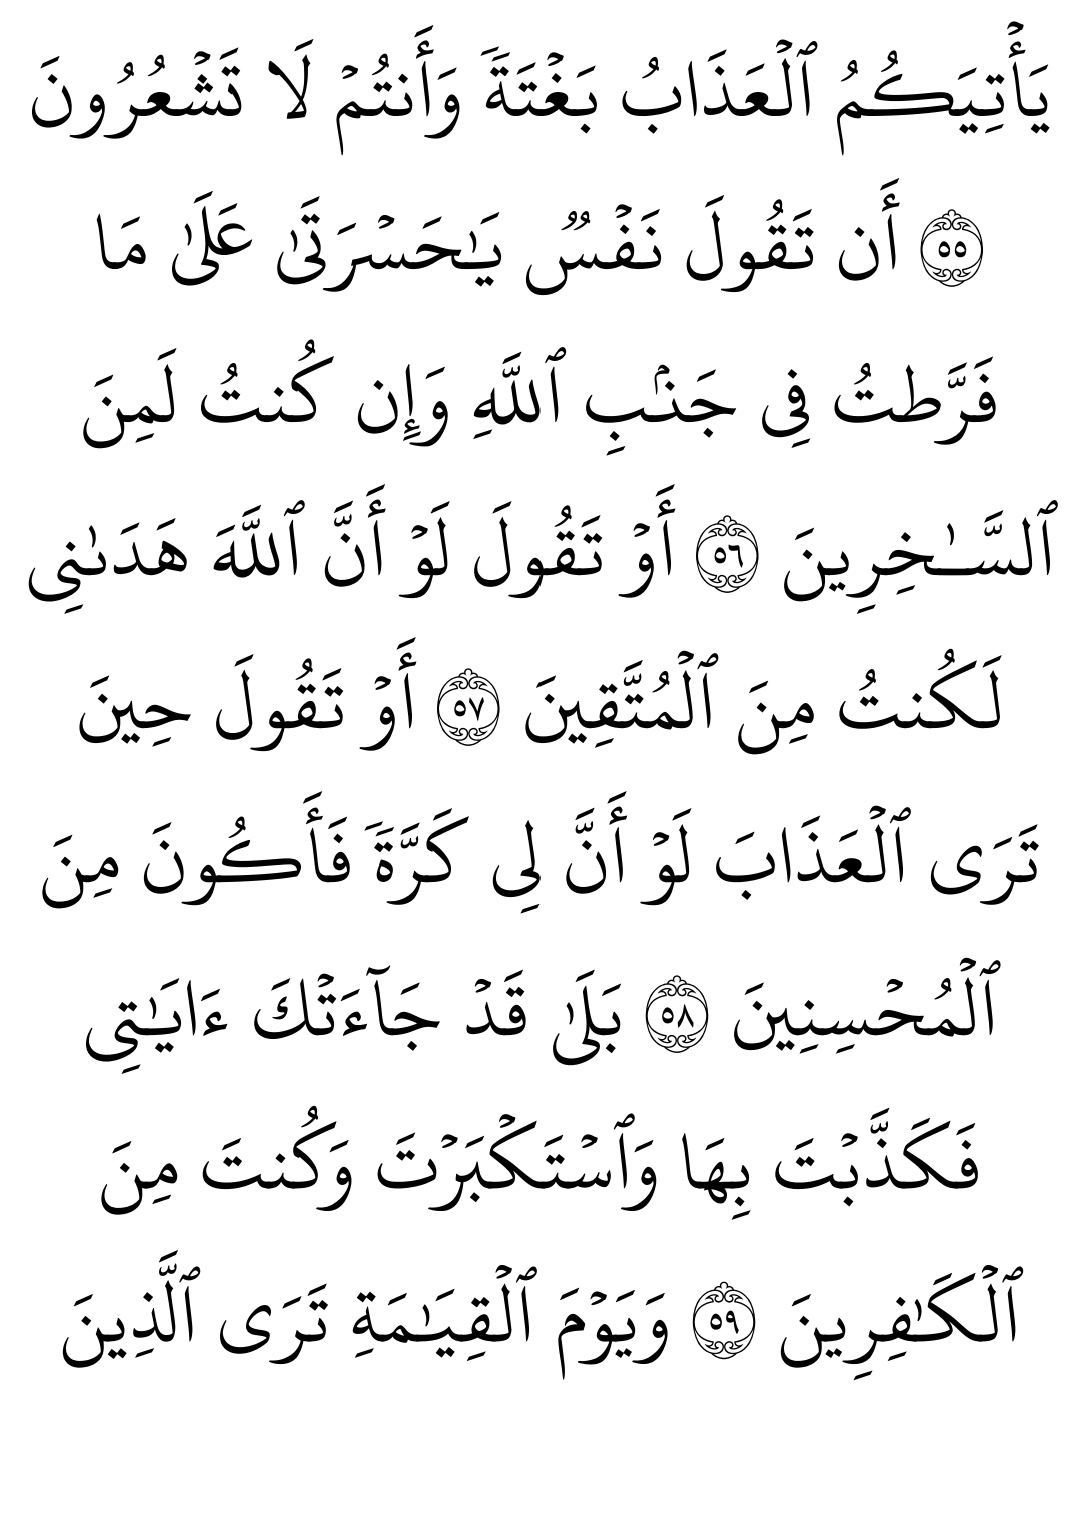 يَأۡتِيَكُمُ ٱلۡعَذَابُ بَغۡتَةٗ وَأَنتُمۡ لَا تَشۡعُرُونَ
۝٥٥ أَن تَقُولَ نَفۡسٞ يَٰحَسۡرَتَىٰ عَلَىٰ مَا
فَرَّطتُ فِى جَنۢبِ ٱللَّهِ وَإِن كُنتُ لَمِنَ
ٱلسَّٰخِرِينَ ۝٥٦ أَوۡ تَقُولَ لَوۡ أَنَّ ٱللَّهَ هَدَىٰنِى
لَكُنتُ مِنَ ٱلۡمُتَّقِينَ ۝٥٧ أَوۡ تَقُولَ حِينَ
تَرَى ٱلۡعَذَابَ لَوۡ أَنَّ لِى كَرَّةٗ فَأَكُونَ مِنَ
ٱلۡمُحۡسِنِينَ ۝٥٨ بَلَىٰ قَدۡ جَآءَتۡكَ ءَايَٰتِى
فَكَذَّبۡتَ بِهَا وَٱسۡتَكۡبَرۡتَ وَكُنتَ مِنَ
ٱلۡكَٰفِرِينَ ۝٥٩ وَيَوۡمَ ٱلۡقِيَٰمَةِ تَرَى ٱلَّذِينَ